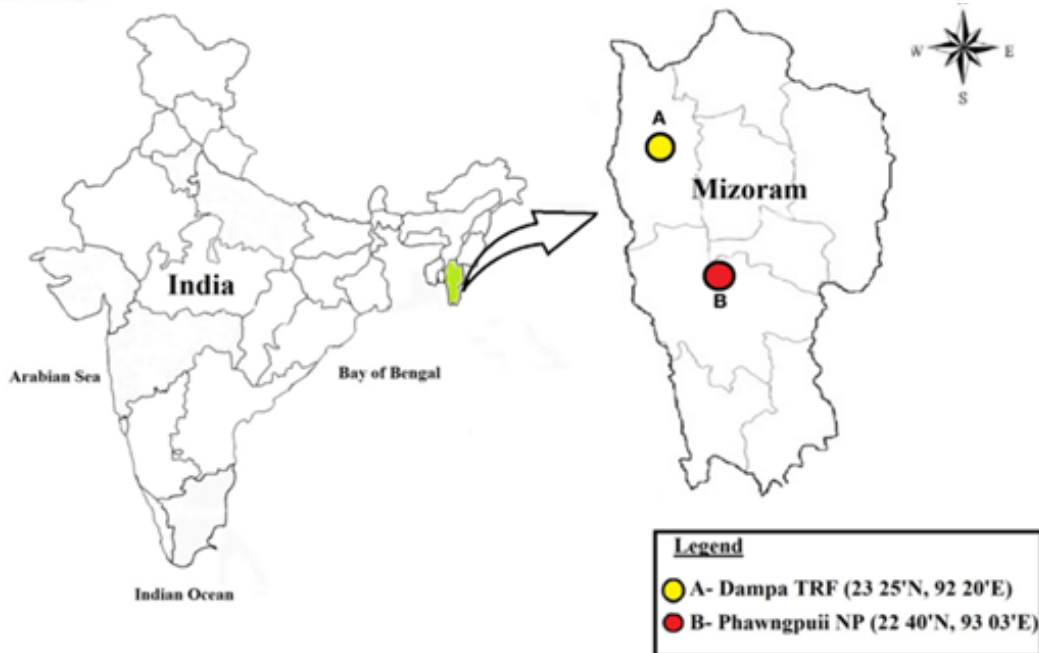 India
Arabian Sea
Bay of Bengal
Indian Ocean
A
Mizoram
B
W
E
S
Legend
A- Dampa TRF (23 25'N, 92 20'E)
B- Phawngpuii NP (22 40'N, 93 03'E)